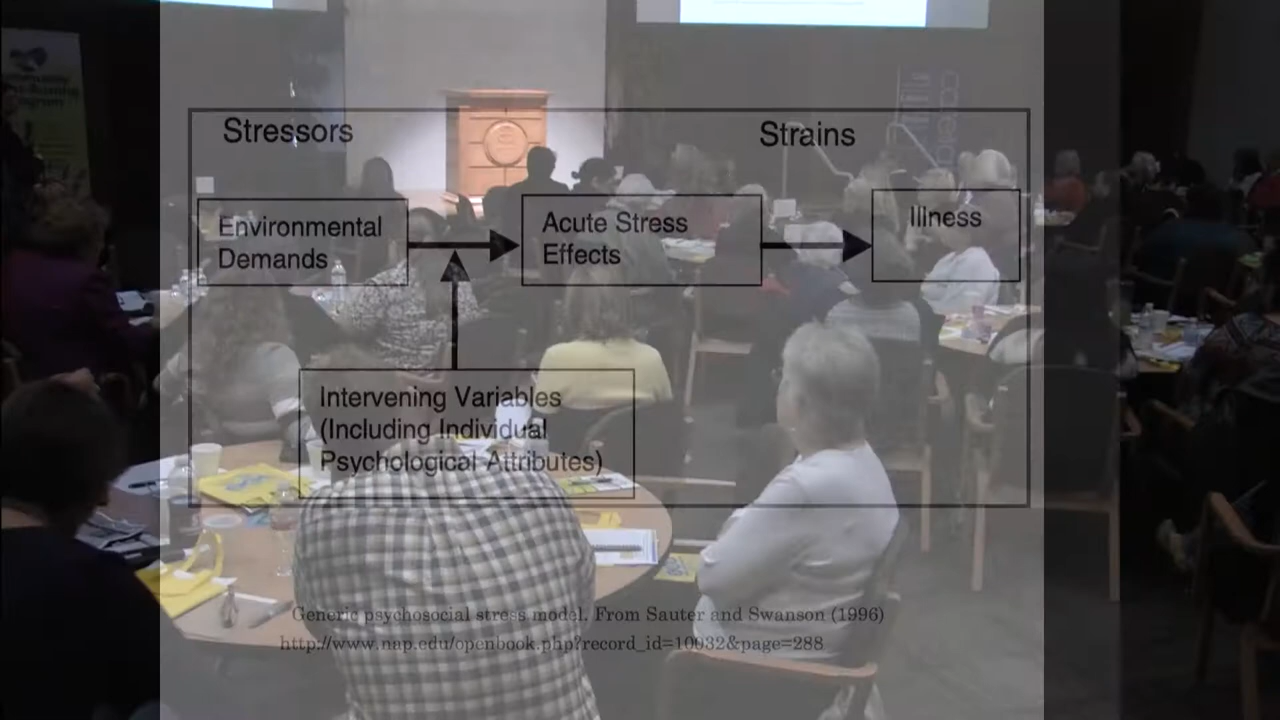 Stressors
Strains
Environmental
Demands
Acute Stress
Effects
Illness
Intervening Variables
(Including Individual
Psychological Attributes)
Generic psychosocial stress model. From Sauter and Swanson (1996)
http://www.nap.edu/openbook.php?record_id=10032&page=288